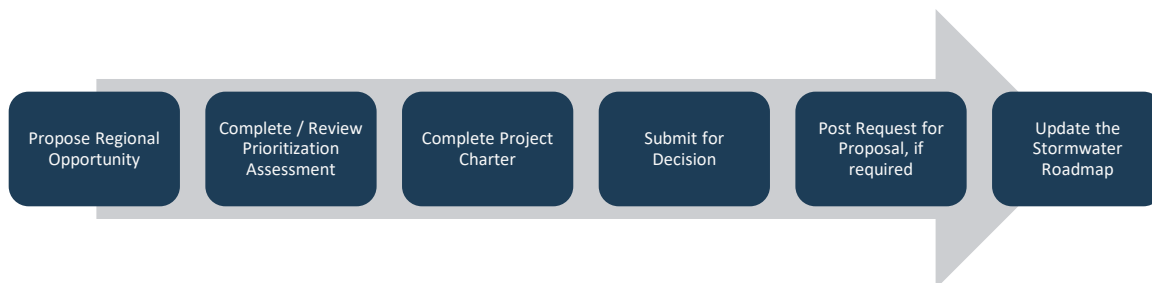 Propose Regional
Opportunity
Complete / Review
Prioritization
Assessment
Complete Project
Charter
Submit for
Decision
Post Request for
Proposal, if
required
Update the
Stormwater
Roadmap